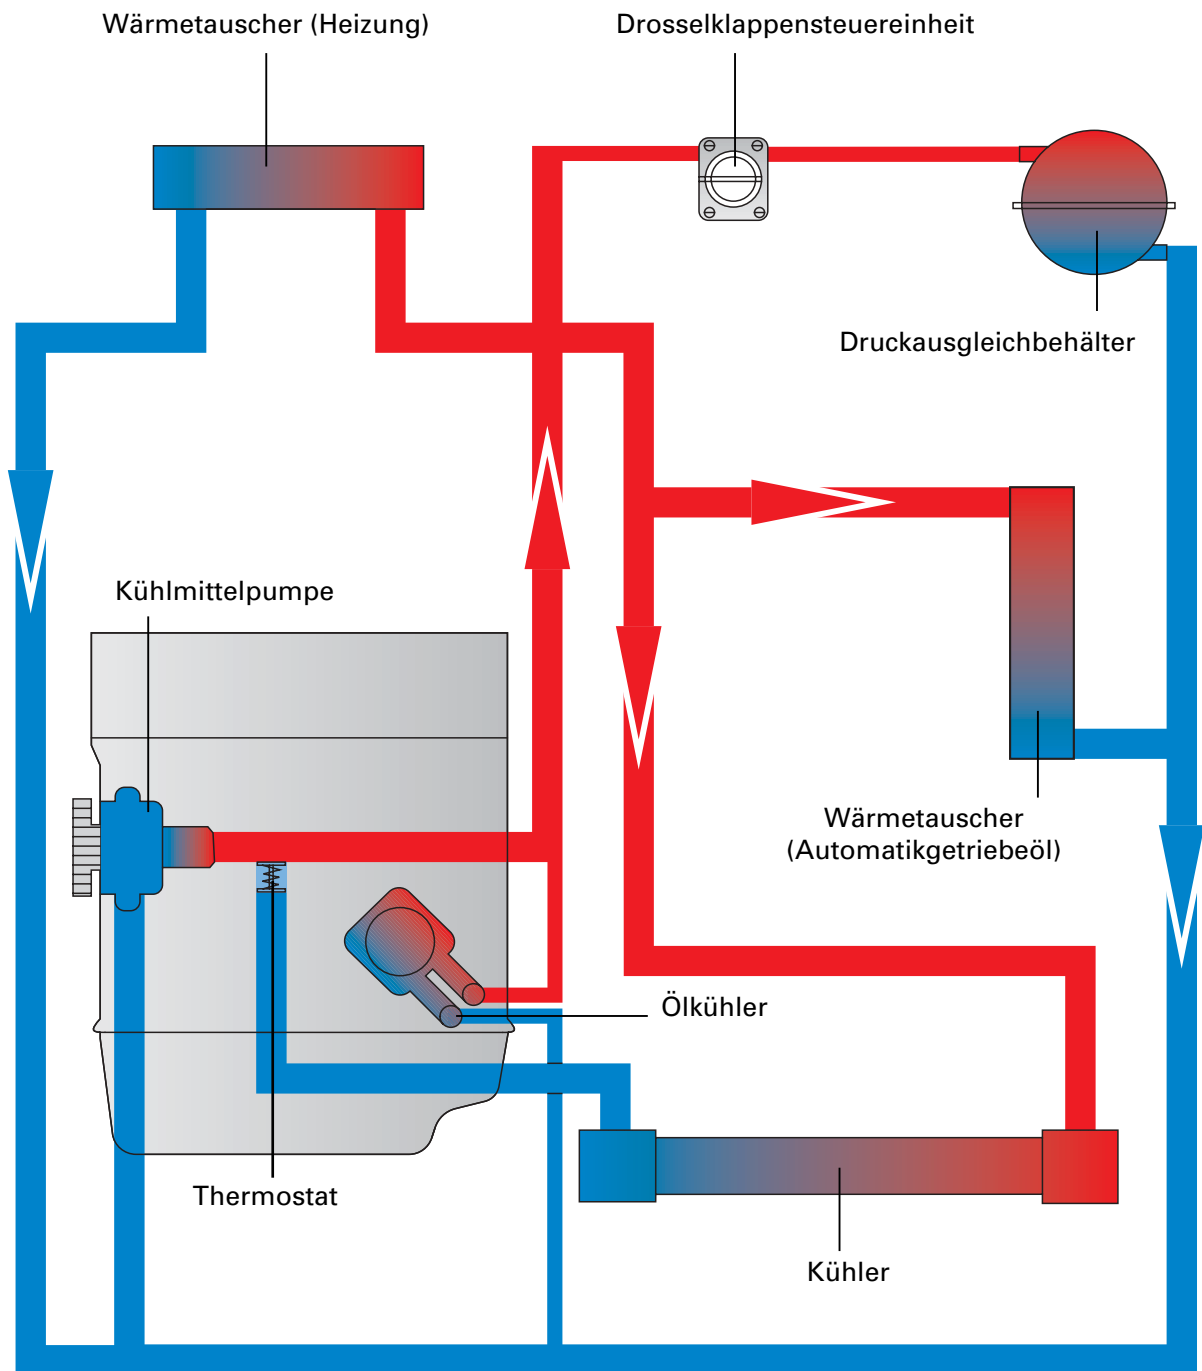 Wärmetauscher (Heizung)
Drosselklappensteuereinheit
Druckausgleichbehälter
Kühlmittelpumpe
Wärmetauscher
(Automatikgetriebeöl)
Ölkühler
Thermostat
Kühler